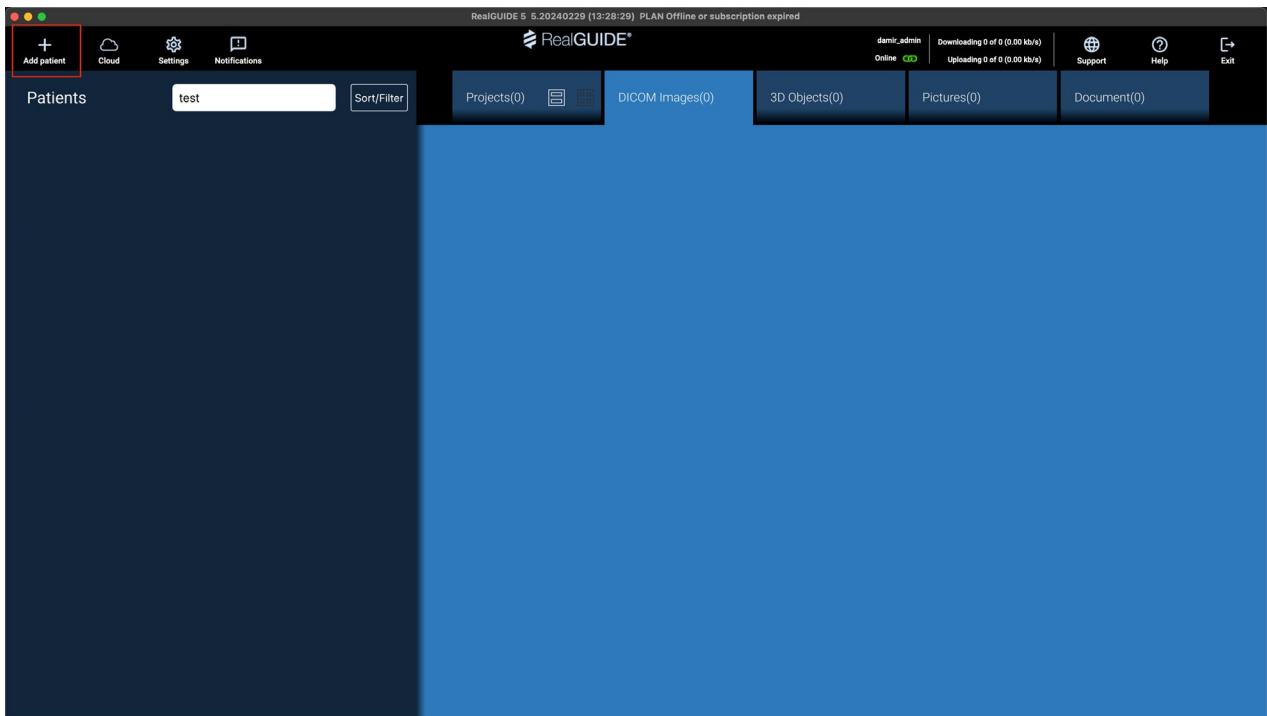 RealGUIDE 5 5.20240229 (13:28:29) PLAN Offline or subscription expired
Add patient
Cloud
Settings
Notifications
RealGUIDE®
damir_admin
Online
Downloading 0 of 0 (0.00 kb/s)
Uploading 0 of 0 (0.00 kb/s)
Support
Help
Exit
Patients
test
Sort/Filter
Projects(0)
DICOM Images(0)
3D Objects(0)
Pictures(0)
Document(0)